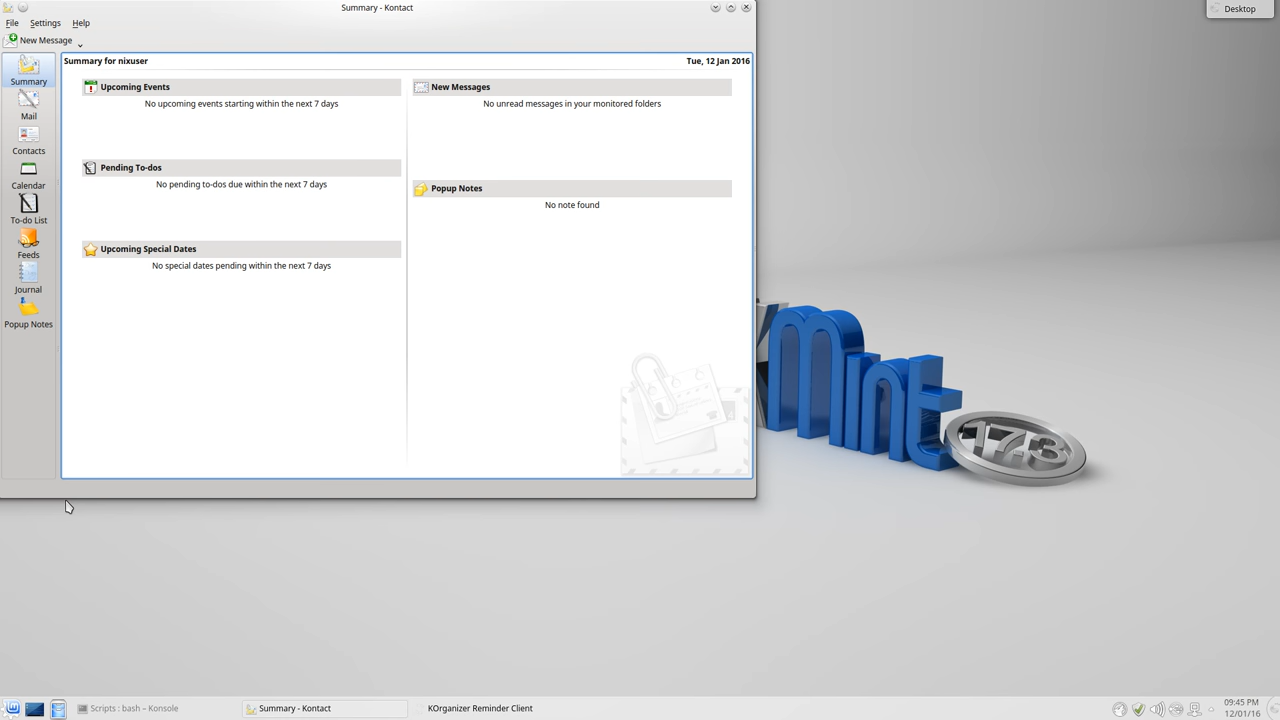 Summary - Kontact
Desktop
File Settings Help
New Message
Summary for nixuser
Tue, 12 Jan 2016
Summary
Mail
Contacts
Calendar
To-do List
Feeds
Journal
Popup Notes
Upcoming Events
No upcoming events starting within the next 7 days
Pending To-dos
No pending to-dos due within the next 7 days
Upcoming Special Dates
No special dates pending within the next 7 days
New Messages
No unread messages in your monitored folders
Popup Notes
No note found
Mint
17.3
Scripts : bash – Konsole
Summary - Kontact
KOrganizer Reminder Client
09:45 PM
12/01/16